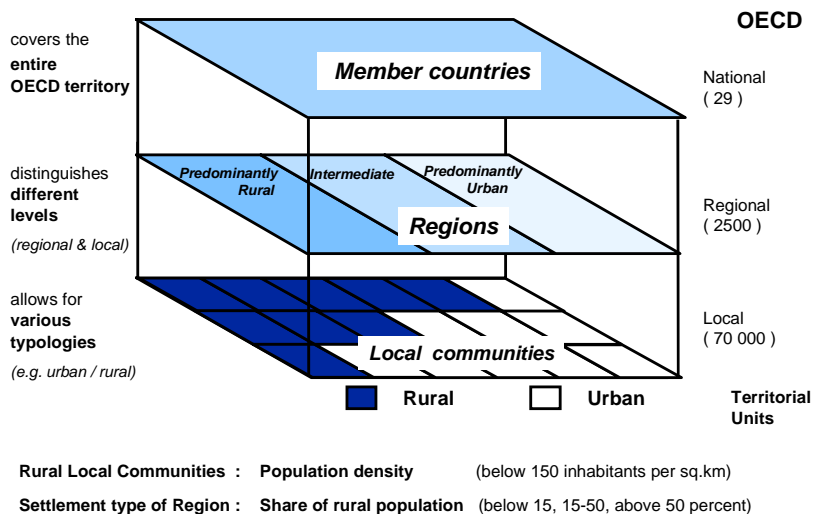 OECD
covers the
entire
OECD territory
Member countries
National
( 29 )
distinguishes
different
levels
(regional & local)
Predominantly
Rural
Intermediate
Predominantly
Urban
Regions
Regional
( 2500 )
allows for
various
typologies
(e.g. urban / rural)
Local communities
Local
( 70 000 )
Rural
Urban
Territorial
Units
Rural Local Communities : Population density (below 150 inhabitants per sq.km)
Settlement type of Region : Share of rural population (below 15, 15-50, above 50 percent)